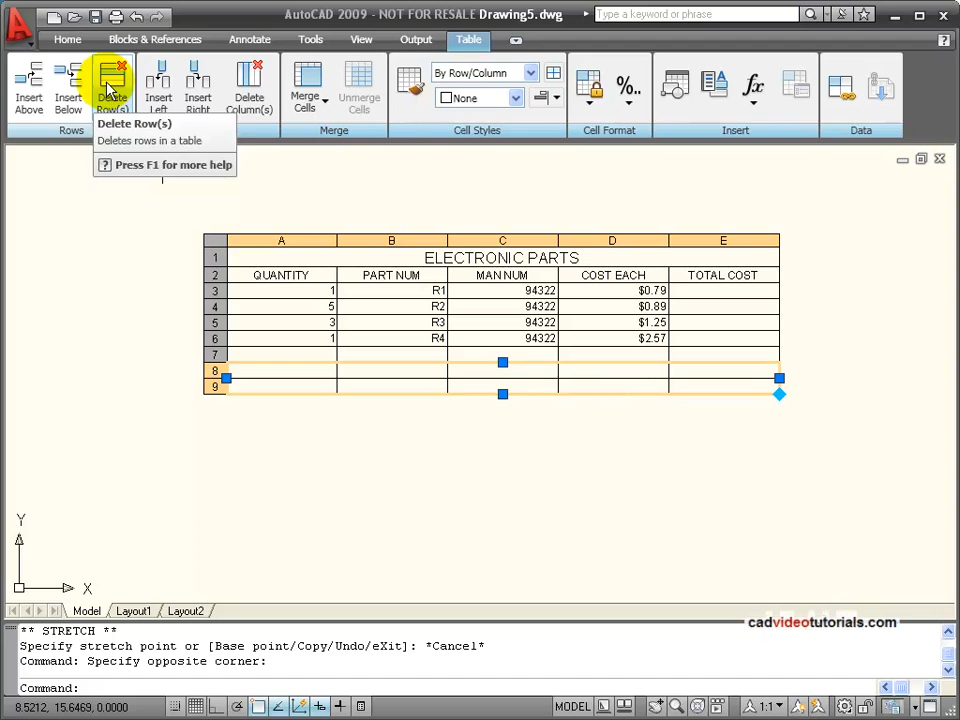 AutoCAD 2009 - NOT FOR RESALE Drawing5.dwg
Type a keyword or phrase
Home Blocks & References Annotate Tools View Output Table
Insert Above
Insert Below
Delete Row(s)
Insert Left
Insert Right
Delete Column(s)
Merge Cells
Unmerge Cells
By Row/Column
None
Rows Merge Cell Styles Cell Format Insert Data
Delete Row(s)
Deletes rows in a table
Press F1 for more help
A B C D E
1 ELECTRONIC PARTS
2 QUANTITY PART NUM MAN NUM COST EACH TOTAL COST
3 1 R1 94322 $0.79
4 5 R2 94322 $0.89
5 3 R3 94322 $1.25
6 1 R4 94322 $2.57
7
8
9
Y
X
Model Layout1 Layout2
cadvideotutorials.com
** STRETCH **
Specify stretch point or [Base point/Copy/Undo/eXit]: *Cancel*
Command: Specify opposite corner:
Command:
8.5212, 15.6469, 0.0000 MODEL 1:1